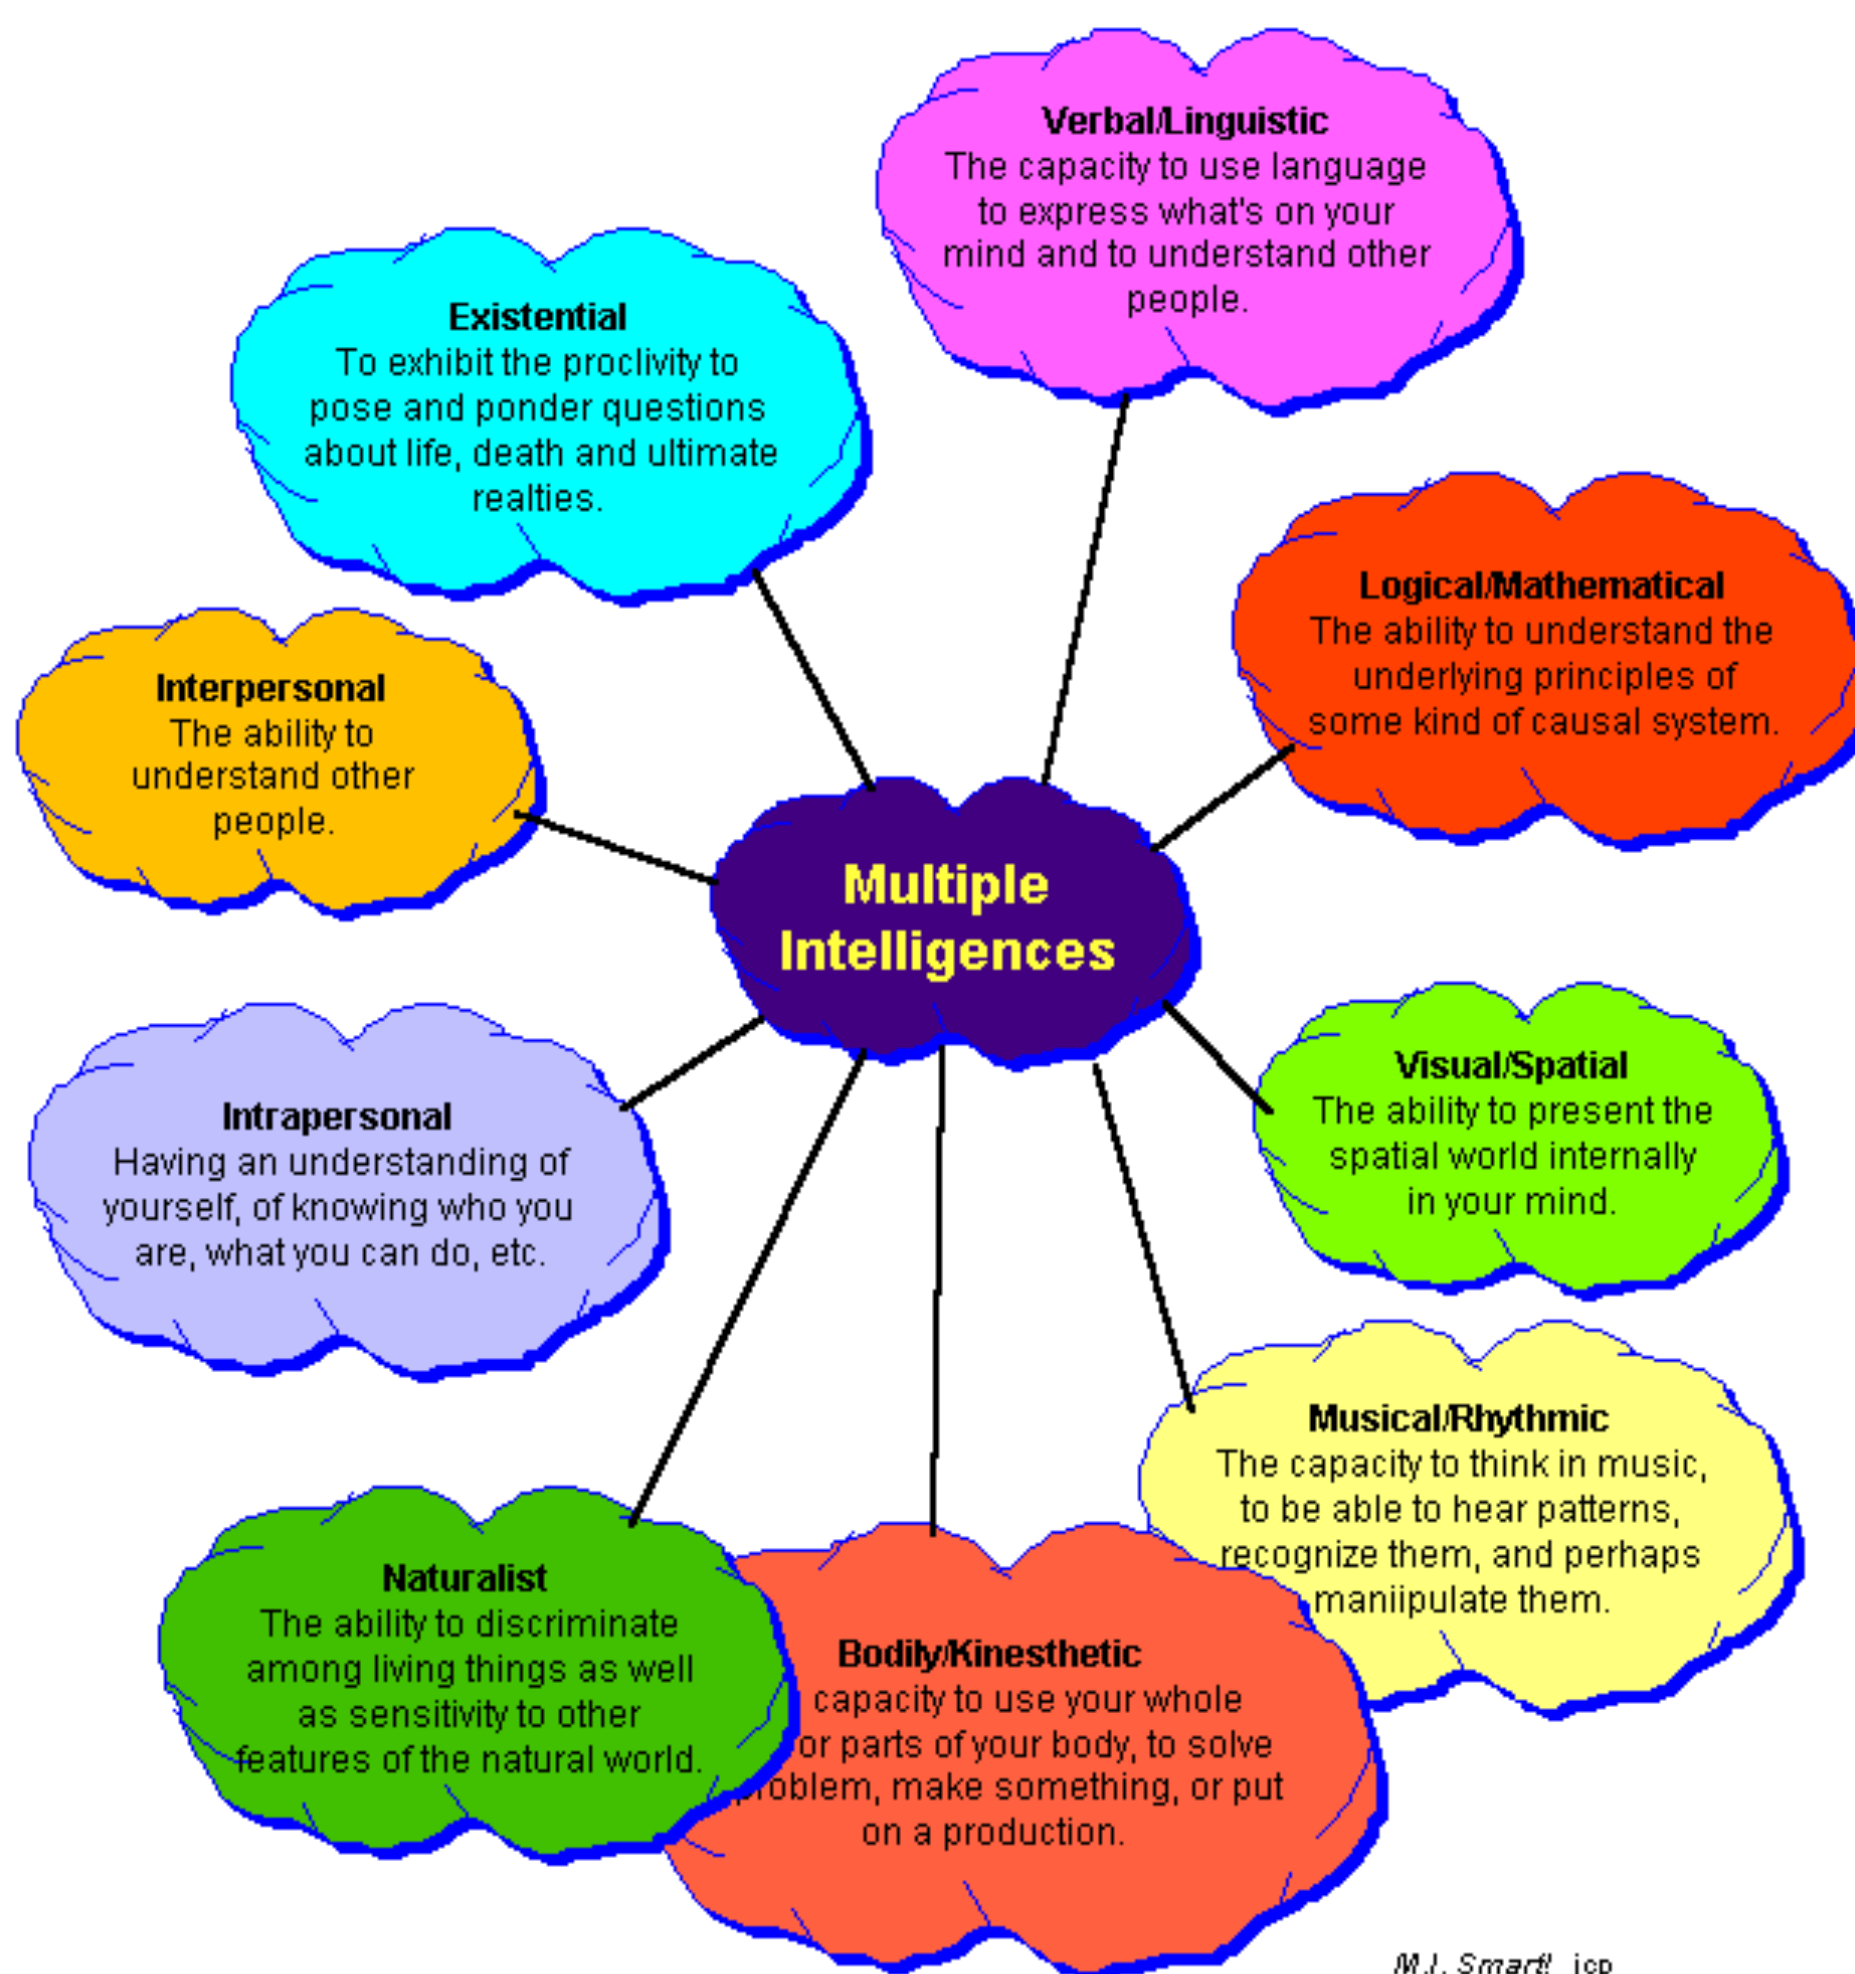 Verbal/Linguistic
The capacity to use language
to express what's on your
mind and to understand other
people.
Existential
To exhibit the proclivity to
pose and ponder questions
about life, death and ultimate
realties.
Logical/Mathematical
The ability to understand the
underlying principles of
some kind of causal system.
Interpersonal
The ability to
understand other
people.
Multiple
Intelligences
Visual/Spatial
The ability to present the
spatial world internally
in your mind.
Intrapersonal
Having an understanding of
yourself, of knowing who you
are, what you can do, etc.
Musical/Rhythmic
The capacity to think in music,
to be able to hear patterns,
recognize them, and perhaps
maniipulate them.
Naturalist
The ability to discriminate
among living things as well
as sensitivity to other
features of the natural world.
Bodily/Kinesthetic
capacity to use your whole
or parts of your body, to solve
problem, make something, or put
on a production.
M.I. Smart! icp